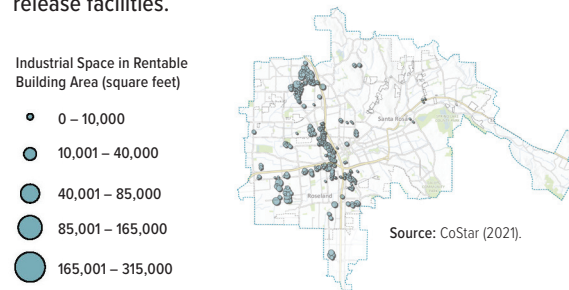 release facilities.
Industrial Space in Rentable
Building Area (square feet)
0 – 10,000
10,001 – 40,000
40,001 – 85,000
85,001 – 165,000
165,001 – 315,000
Santa Rosa
Roseland
Source: CoStar (2021).